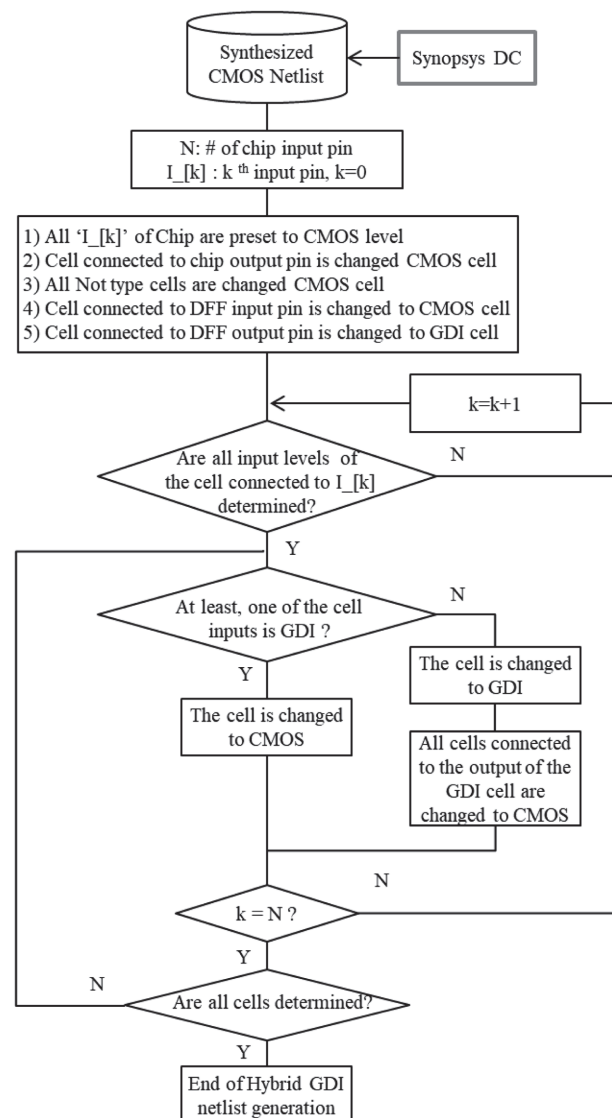 Synthesized
CMOS Netlist
Synopsys DC
N: # of chip input pin
I_[k] : k th input pin, k=0
1) All ‘I_[k]’ of Chip are preset to CMOS level
2) Cell connected to chip output pin is changed CMOS cell
3) All Not type cells are changed CMOS cell
4) Cell connected to DFF input pin is changed to CMOS cell
5) Cell connected to DFF output pin is changed to GDI cell
k=k+1
Are all input levels of
the cell connected to I_[k]
determined?
N
Y
At least, one of the cell
inputs is GDI ?
N
Y
The cell is changed
to GDI
The cell is changed
to CMOS
All cells connected
to the output of the
GDI cell are
changed to CMOS
N
k = N ?
Y
N
Are all cells determined?
Y
End of Hybrid GDI
netlist generation